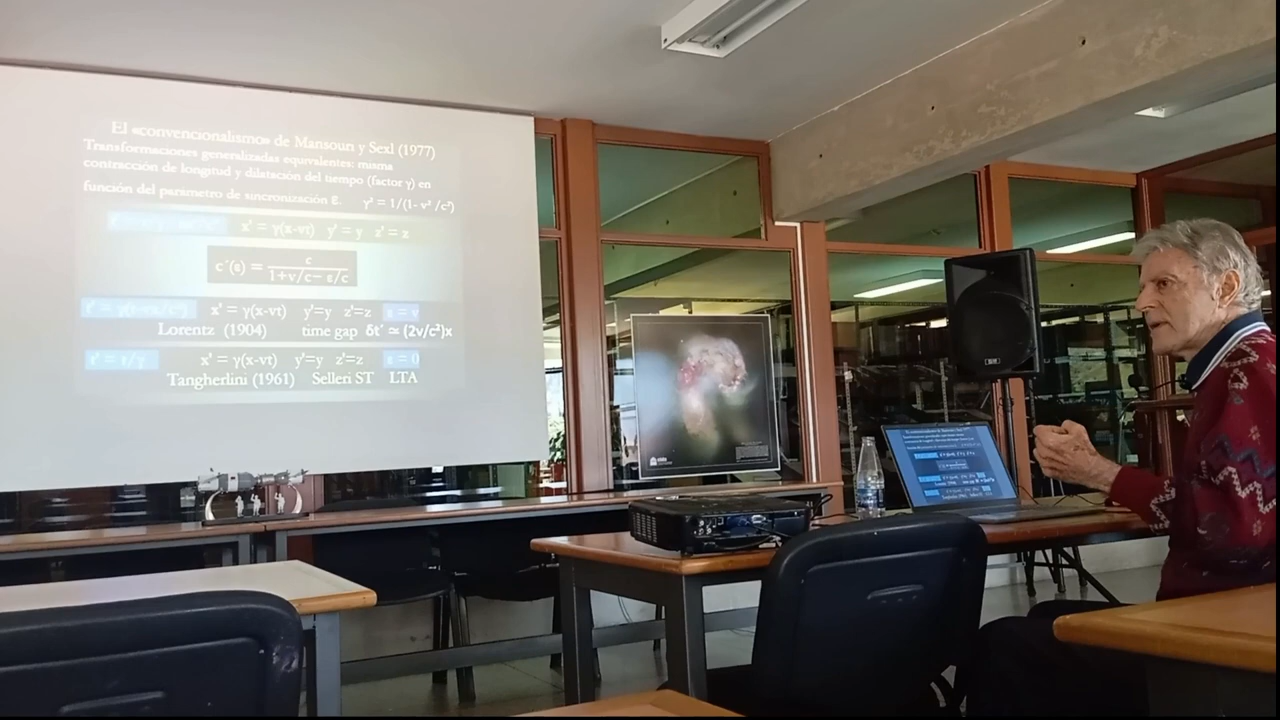 El «convencionalismo» de Mansoun y Sexl (1977)
Transformaciones generalizadas equivalentes: misma
contracción de longitud y dilatación del tiempo (factor γ) en
función del parámetro de sincronización ε. γ² = 1/(1- v² /c²)
x' = γ(x-vt) y' = y z' = z
c´(ε) = c / 1+v/c− ε/c
x' = γ(x-vt) y'=y z'=z ε = v
Lorentz (1904) time gap δt' ≃ (2v/c²)x
t' = t/γ x' = γ(x-vt) y'=y z'=z ε = 0
Tangherlini (1961) Selleri ST LTA